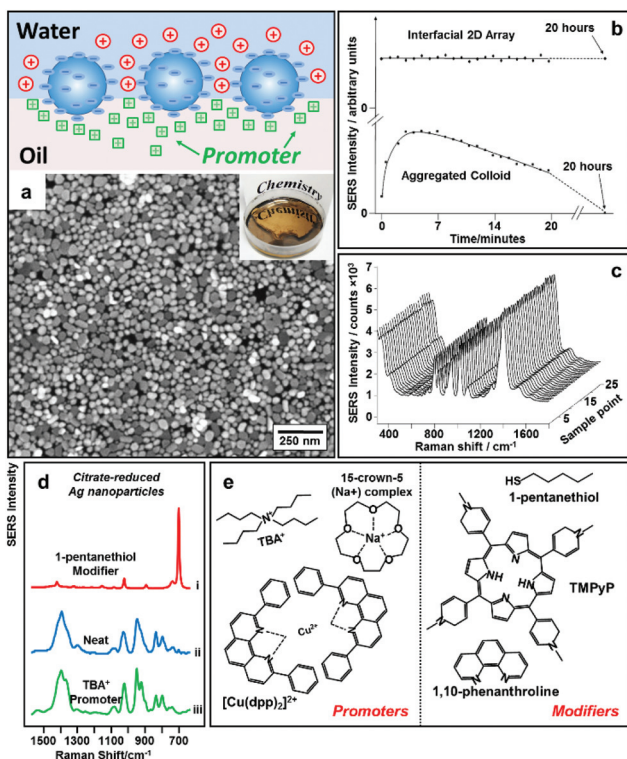 Water
Oil
Promoter
a
Chemistry
250 nm
b
Interfacial 2D Array
20 hours
0
Aggregated Colloid
20 hours
0
0
7
14
20
Time/minutes
SERS Intensity / arbitrary units
c
SERS Intensity / counts ×10³
7
6
5
4
3
2
1
0
400
800
1200
1600
Raman shift / cm⁻¹
5
15
25
Sample point
d
Citrate-reduced
Ag nanoparticles
SERS Intensity
1-pentanethiol
Modifier
i
Neat
ii
TBA⁺
Promoter
iii
1500
1300
1100
900
700
Raman Shift/cm⁻¹
e
15-crown-5
(Na+) complex
N⁺
TBA⁺
O
O
O
O
O
Na⁺
N
N
N
N
Cu²⁺
[Cu(dpp)₂]²⁺
Promoters
HS
1-pentanethiol
N
N
N
NH
HN
N
N
N
TMPyP
N
N
1,10-phenanthroline
Modifiers